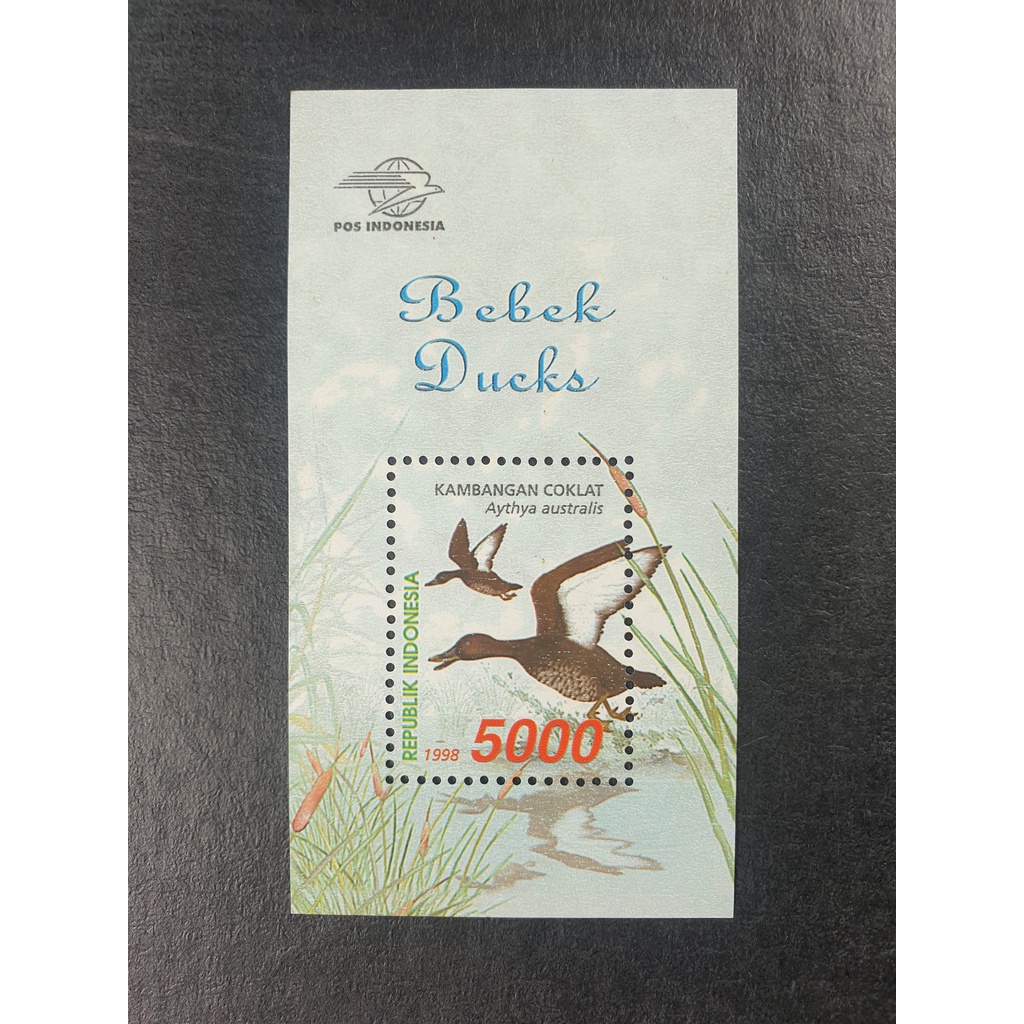 POS INDONESIA
Bebek
Ducks
KAMBANGAN COKLAT
Aythya australis
REPUBLIK INDONESIA
1998 5000